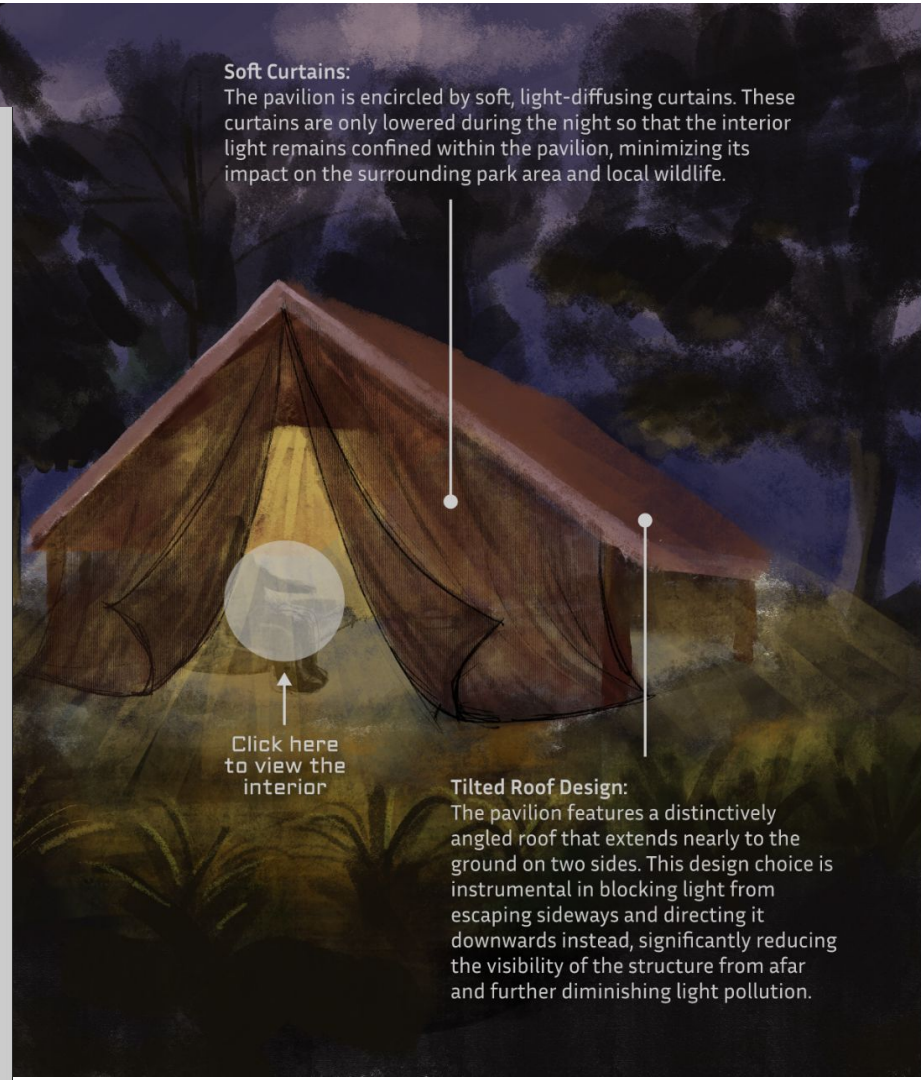 Soft Curtains:
The pavilion is encircled by soft, light-diffusing curtains. These
curtains are only lowered during the night so that the interior
light remains confined within the pavilion, minimizing its
impact on the surrounding park area and local wildlife.
Click here
to view the
interior
Tilted Roof Design:
The pavilion features a distinctively
angled roof that extends nearly to the
ground on two sides. This design choice is
instrumental in blocking light from
escaping sideways and directing it
downwards instead, significantly reducing
the visibility of the structure from afar
and further diminishing light pollution.